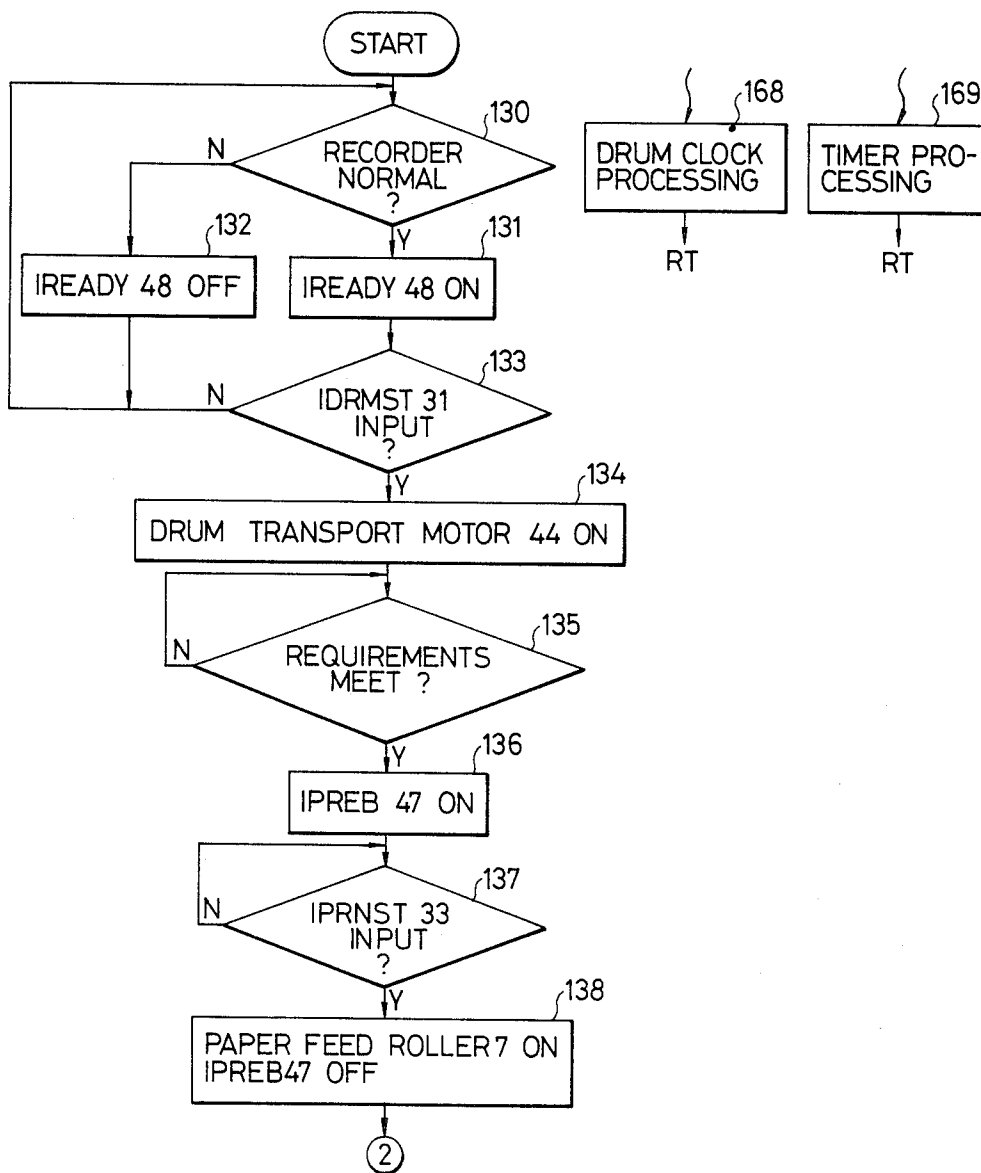 START
130
RECORDER
NORMAL
?
N
Y
132
IREADY 48 OFF
131
IREADY 48 ON
133
IDRMST 31
INPUT
?
N
Y
134
DRUM TRANSPORT MOTOR 44 ON
135
REQUIREMENTS
MEET ?
N
Y
136
IPREB 47 ON
137
IPRNST 33
INPUT
?
N
Y
138
PAPER FEED ROLLER 7 ON
IPREB47 OFF
2
168
DRUM CLOCK
PROCESSING
RT
169
TIMER PRO-
CESSING
RT